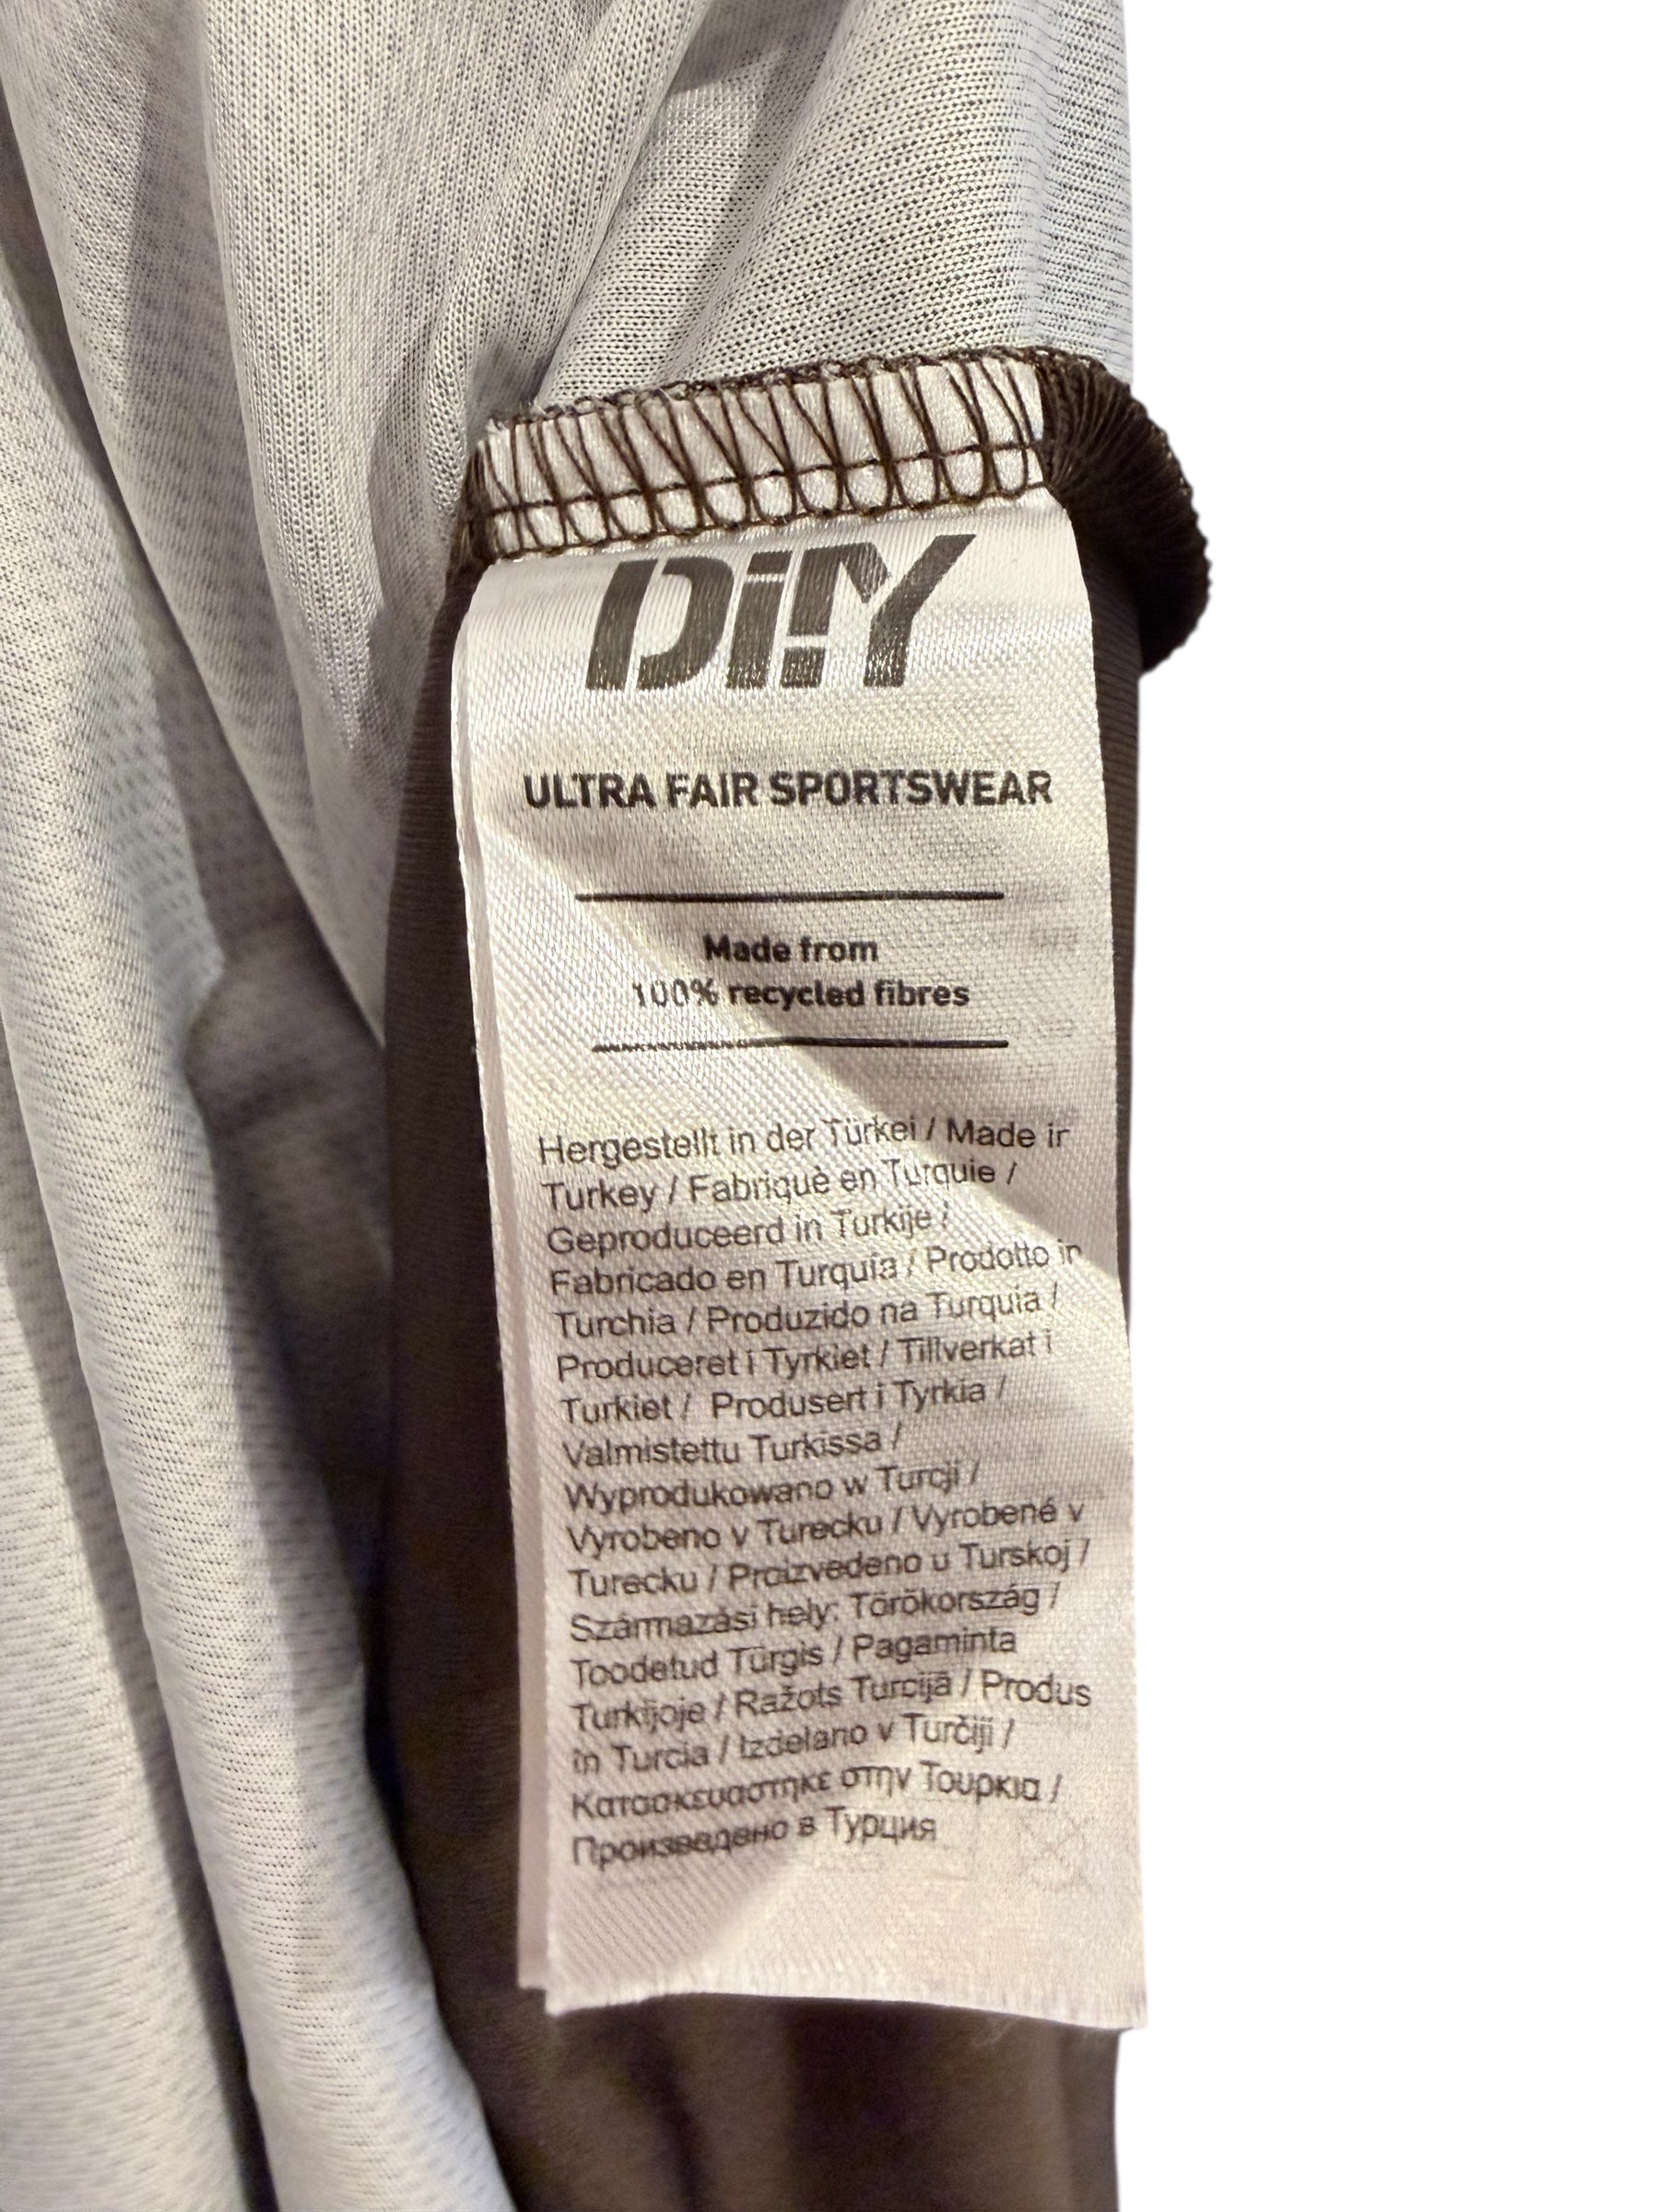 DiY
ULTRA FAIR SPORTSWEAR
Made from
100% recycled fibres
Hergestellt in der Türkei / Made in
Turkey / Fabriquè en Turquie /
Geproduceerd in Turkije /
Fabricado en Turquía / Prodotto in
Turchia / Produzido na Turquia /
Produceret i Tyrkiet / Tillverkat i
Turkiet / Produsert i Tyrkia /
Valmistettu Turkissa /
Wyprodukowano w Turcji /
Vyrobeno v Turecku / Vyrobené v
Turecku / Proizvedeno u Turskoj /
Származási hely: Törökország /
Toodetud Türgis / Pagaminta
Turkijoje / Ražots Turcijā / Produs
in Turcia / Izdelano v Turčiji /
Κατασκευαστηκε στην Τουρκια /
Произведено в Турция